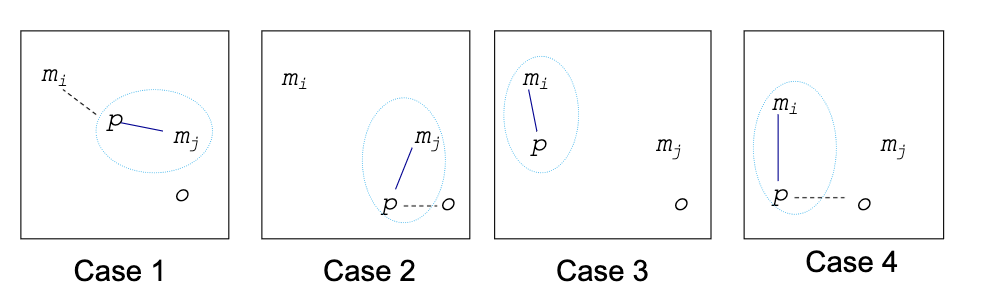 m_i p m_j o
m_i m_j p o
m_i p m_j o
m_i p m_j o
Case 1 Case 2 Case 3 Case 4